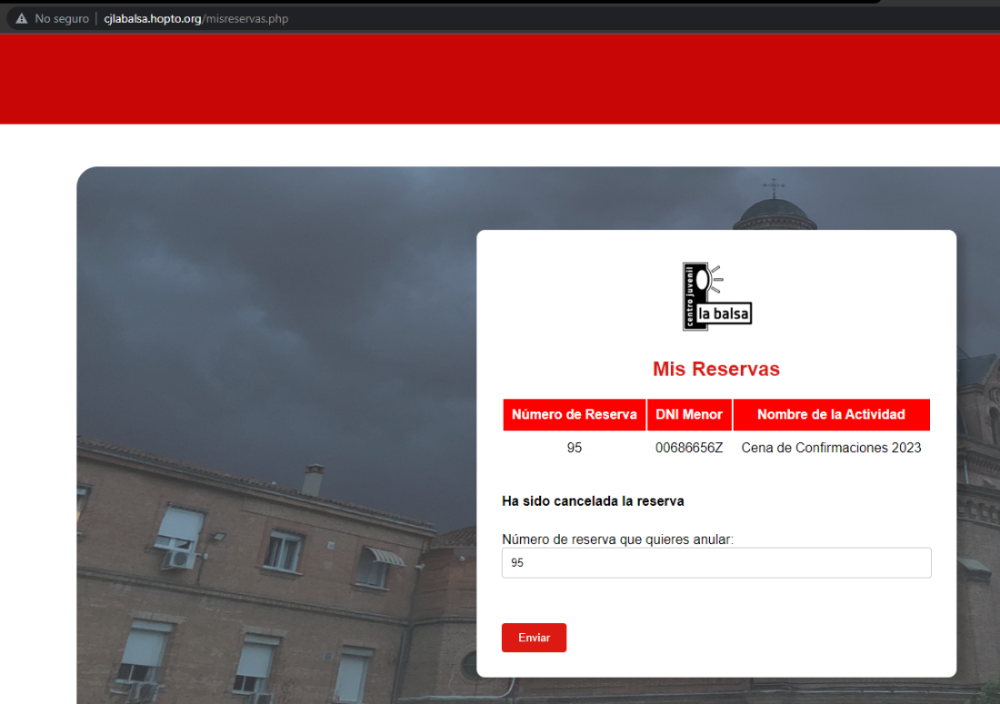 No seguro | cjlabalsa.hopto.org/misreservas.php
centro juvenil
la balsa
Mis Reservas
Número de Reserva DNI Menor Nombre de la Actividad
95 00686656Z Cena de Confirmaciones 2023
Ha sido cancelada la reserva
Número de reserva que quieres anular:
95
Enviar